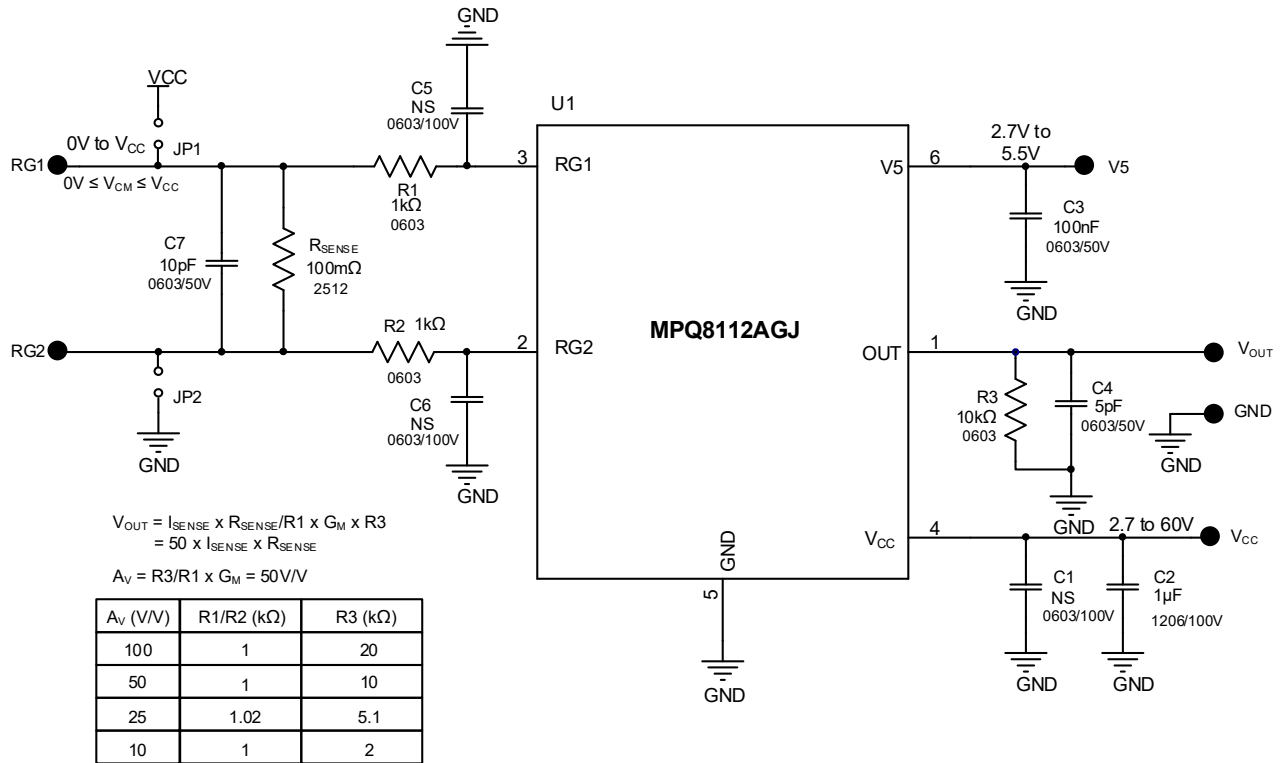 GND
VCC
C5
NS
0603/100V
U1
0V to VCC
JP1
RG1
0V ≤ VCM ≤ VCC
R1
1kΩ
0603
3
RG1
V5
6
2.7V to
5.5V
V5
C3
100nF
0603/50V
GND
C7
10pF
0603/50V
RSENSE
100mΩ
2512
MPQ8112AGJ
RG2
R2 1kΩ
0603
2
RG2
OUT
1
VOUT
JP2
GND
C6
NS
0603/100V
GND
R3
10kΩ
0603
C4
5pF
0603/50V
GND
GND
GND
VOUT = ISENSE x RSENSE/R1 x GM x R3
= 50 x ISENSE x RSENSE
AV = R3/R1 x GM = 50V/V
VCC
4
2.7 to 60V
VCC
GND
5
GND
C1
NS
0603/100V
GND
C2
1µF
1206/100V
GND
AV (V/V) R1/R2 (kΩ) R3 (kΩ)
100 1 20
50 1 10
25 1.02 5.1
10 1 2